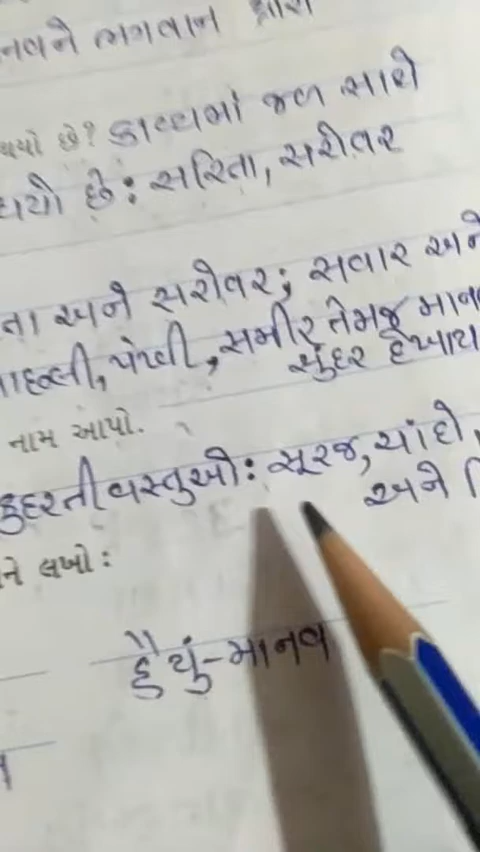 નવને ભગવાન દ્વારા
થયો છે? કાવ્યમાં જળ સાથે
થયો છે: સરિતા, સરોવર
તા અને સરોવર; સવાર અને
પંખી, સમીર તેમજ માનવ
સુંદર દેખાય
નામ આપો.
કુદરતી વસ્તુઓ: સૂરજ, ચાંદો,
અને
ને લખો:
હૈયું-માનવ